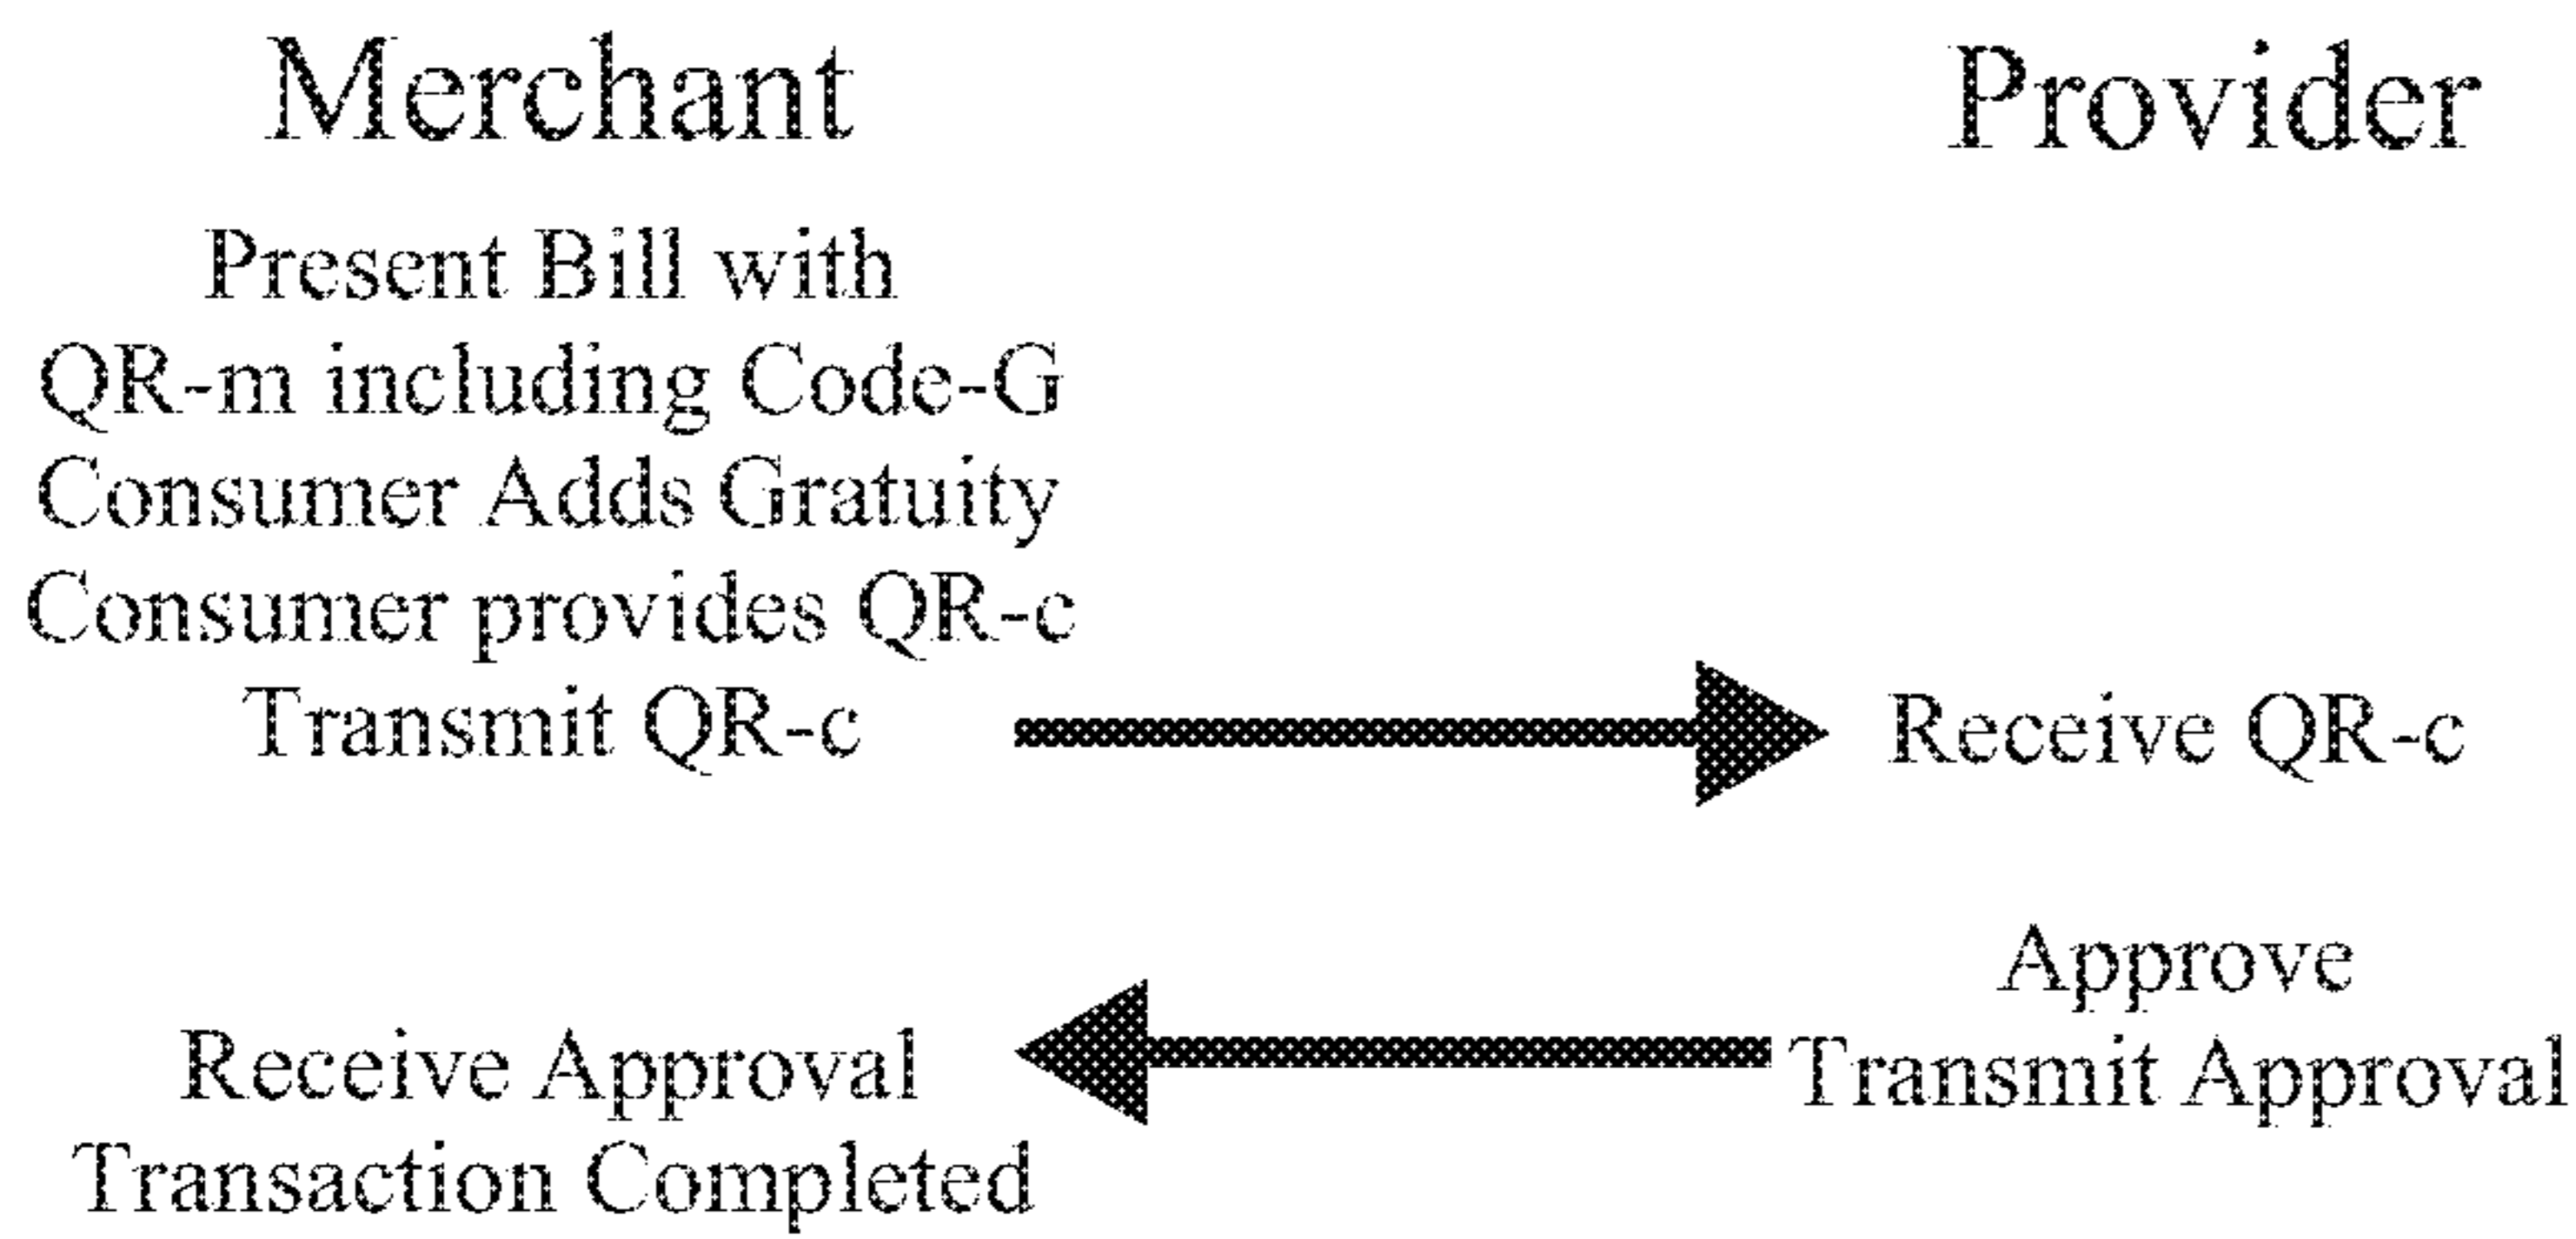 Merchant
Provider
Present Bill with
QR-m including Code-G
Consumer Adds Gratuity
Consumer provides QR-c
Transmit QR-c
Receive QR-c
Approve
Transmit Approval
Receive Approval
Transaction Completed